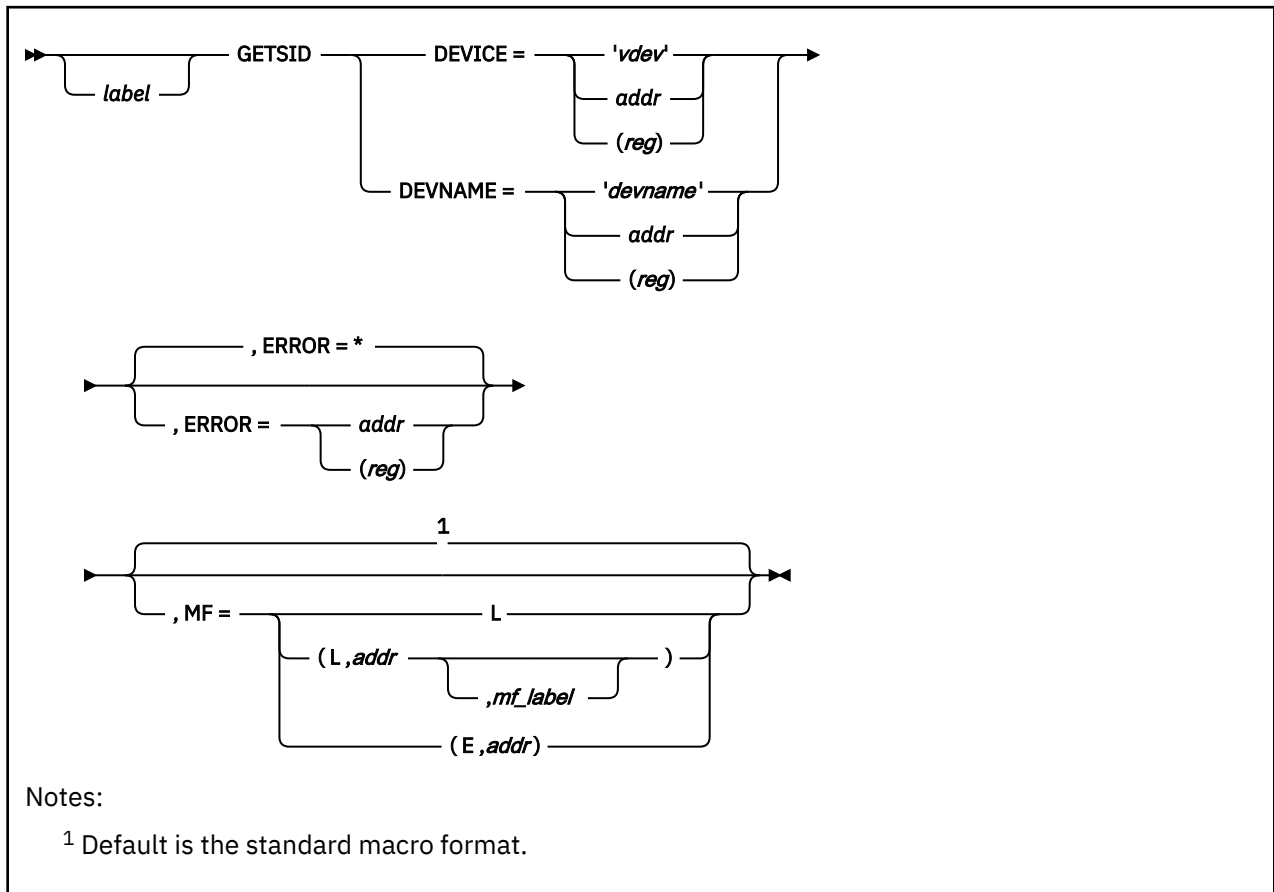 GETSID DEVICE = 'vdev'
label addr
(reg)
DEVNAME = 'devname'
addr
(reg)
, ERROR = *
, ERROR = addr
(reg)
1
, MF = L
( L ,addr )
,mf_label
( E ,addr)
Notes:
1 Default is the standard macro format.